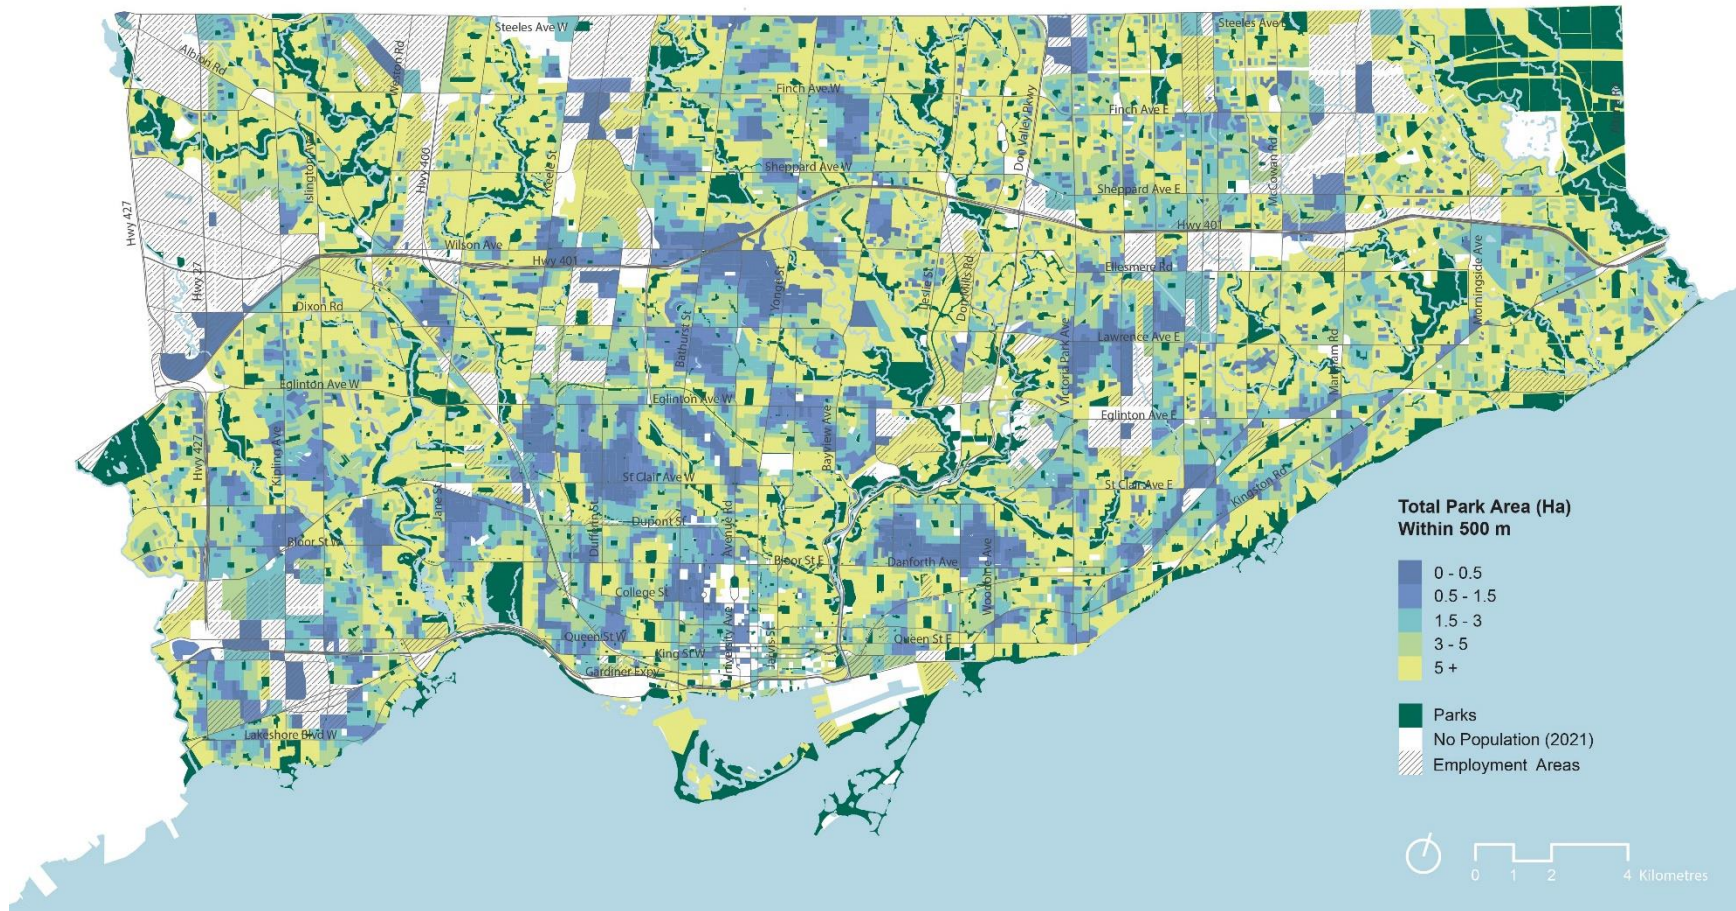 Steeles Ave W
Steeles Ave E
Albion Rd
Weston Rd
Finch Ave W
Finch Ave E
Don Valley Pkwy
Islington Ave
Hwy 400
Keele St
Sheppard Ave W
Sheppard Ave E
McCowan Rd
Hwy 427
Wilson Ave
Hwy 401
Hwy 401
Hwy 27
Ellesmere Rd
Morningside Ave
Dixon Rd
Yonge St
Leslie St
Don Mills Rd
Bathurst St
Victoria Park Ave
Lawrence Ave E
Markham Rd
Eglinton Ave W
Eglinton Ave W
Eglinton Ave E
Hwy 427
Kipling Ave
Bayview Ave
St Clair Ave W
St Clair Ave E
Kingston Rd
Jane St
Dufferin St
Dupont St
Avenue Rd
Bloor St W
Bloor St E
Danforth Ave
Woodbine Ave
College St
University Ave
Jarvis St
Queen St W
Queen St E
King St W
Gardiner Expy
Lakeshore Blvd W
Total Park Area (Ha)
Within 500 m
0 - 0.5
0.5 - 1.5
1.5 - 3
3 - 5
5 +
Parks
No Population (2021)
Employment Areas
0 1 2 4 Kilometres